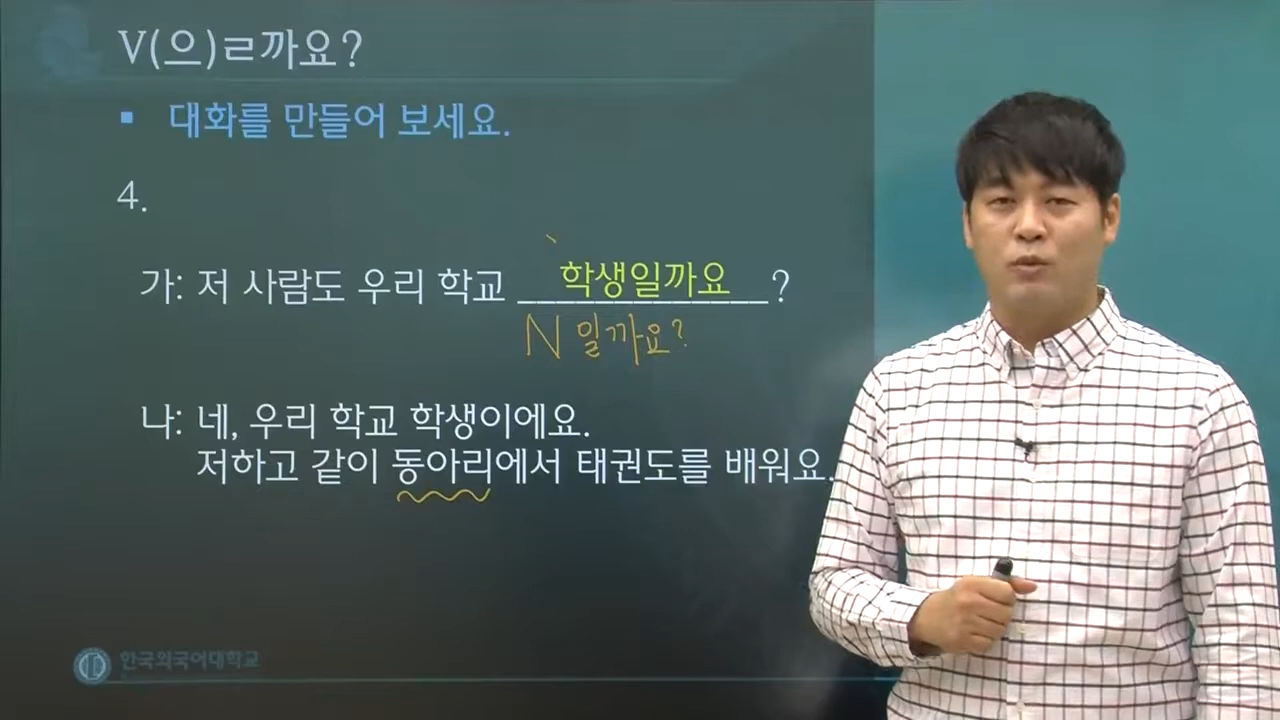 V(으)ㄹ까요?
▪ 대화를 만들어 보세요.
4.
가: 저 사람도 우리 학교 학생일까요?
N 일까요?
나: 네, 우리 학교 학생이에요.
저하고 같이 동아리에서 태권도를 배워요.
한국외국어대학교